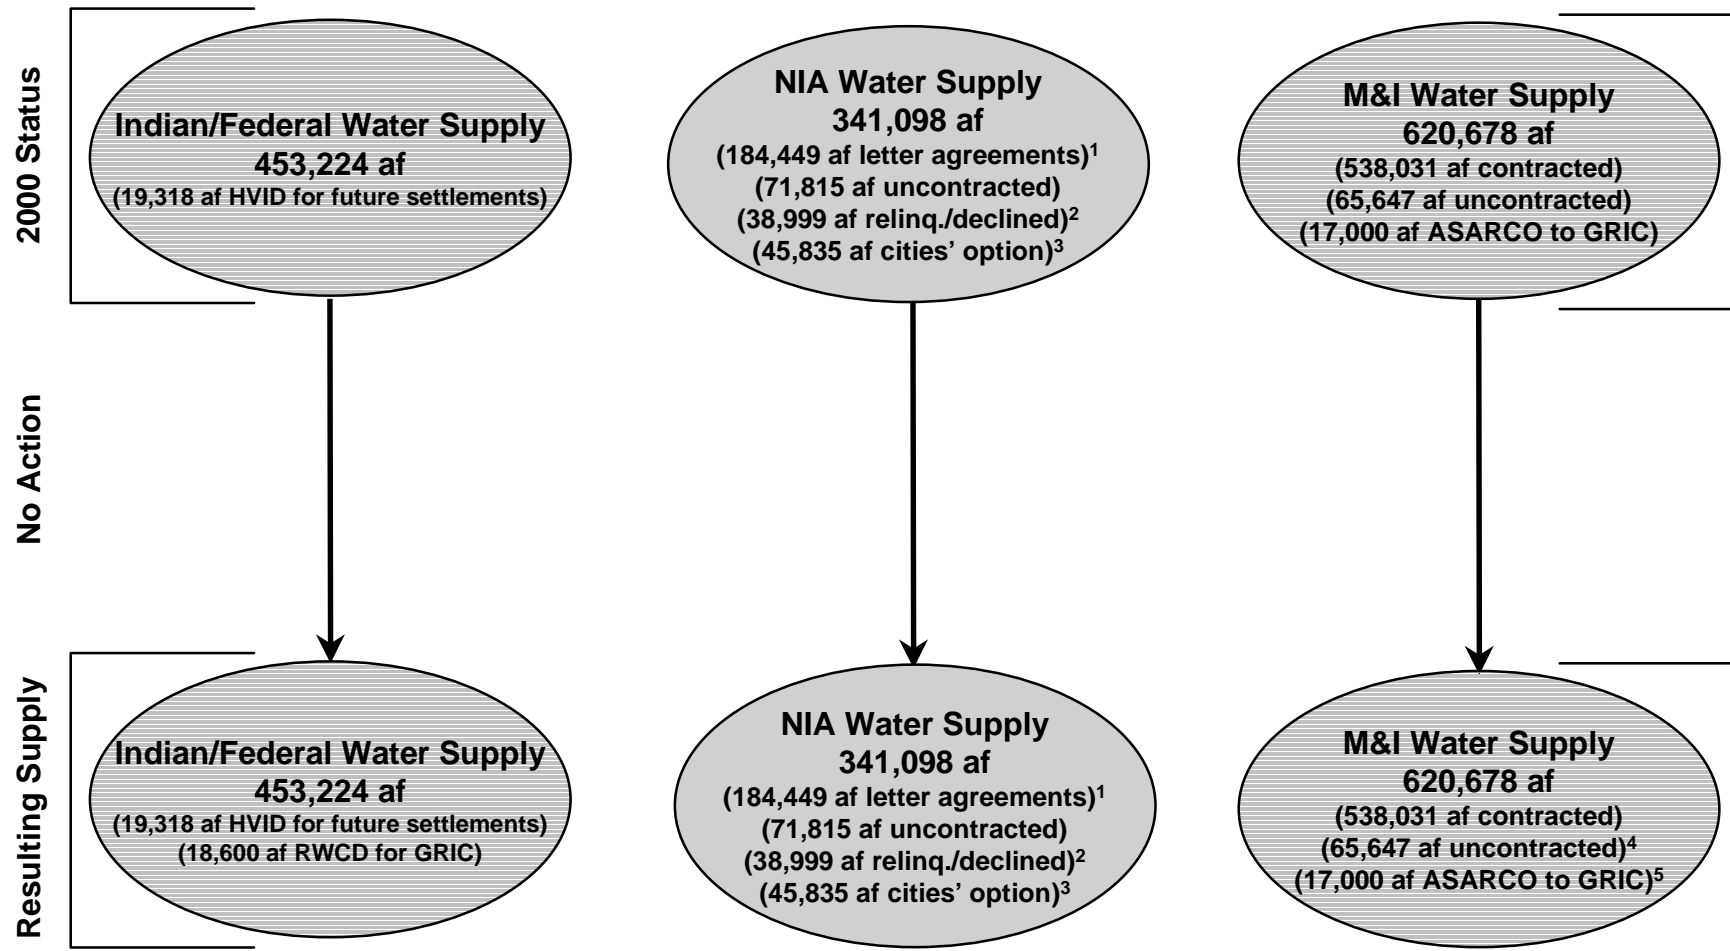 2000 Status
Indian/Federal Water Supply
453,224 af
(19,318 af HVID for future settlements)
NIA Water Supply
341,098 af
(184,449 af letter agreements)¹
(71,815 af uncontracted)
(38,999 af relinq./declined)²
(45,835 af cities’ option)³
M&I Water Supply
620,678 af
(538,031 af contracted)
(65,647 af uncontracted)
(17,000 af ASARCO to GRIC)
No Action
Resulting Supply
Indian/Federal Water Supply
453,224 af
(19,318 af HVID for future settlements)
(18,600 af RWCD for GRIC)
NIA Water Supply
341,098 af
(184,449 af letter agreements)¹
(71,815 af uncontracted)
(38,999 af relinq./declined)²
(45,835 af cities’ option)³
M&I Water Supply
620,678 af
(538,031 af contracted)
(65,647 af uncontracted)⁴
(17,000 af ASARCO to GRIC)⁵